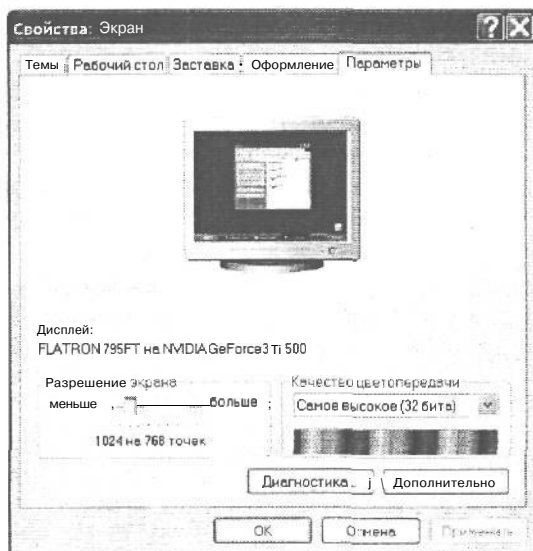 Свойства: Экран
Темы Рабочий стол Заставка Оформление Параметры
Дисплей:
FLATRON 795FT на NVIDIA GeForce3 Ti 500
Разрешение экрана
меньше больше
1024 на 768 точек
Качество цветопередачи
Самое высокое (32 бита)
Диагностика... Дополнительно
ОК Отмена Применить